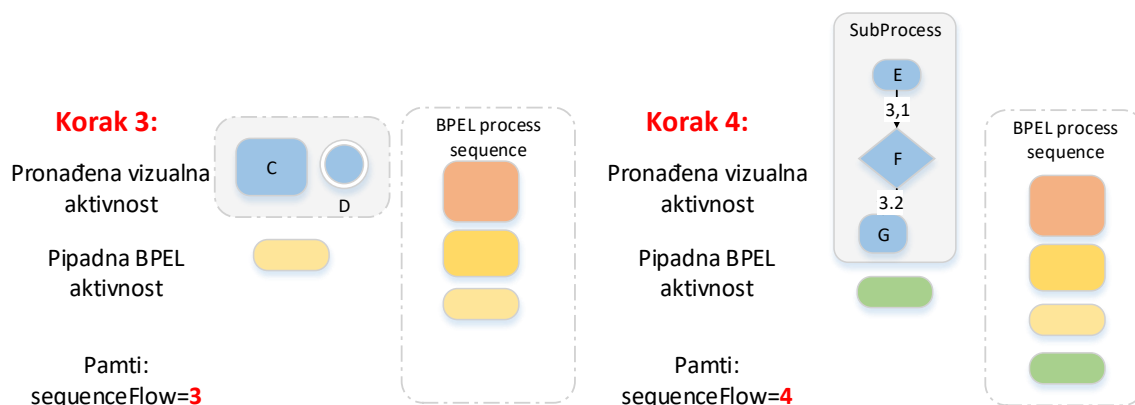 Korak 3:
Pronađena vizualna
aktivnost
Pipadna BPEL
aktivnost
Pamti:
sequenceFlow=3
C
D
BPEL process
sequence
Korak 4:
Pronađena vizualna
aktivnost
Pipadna BPEL
aktivnost
Pamti:
sequenceFlow=4
SubProcess
E
3,1
F
3.2
G
BPEL process
sequence